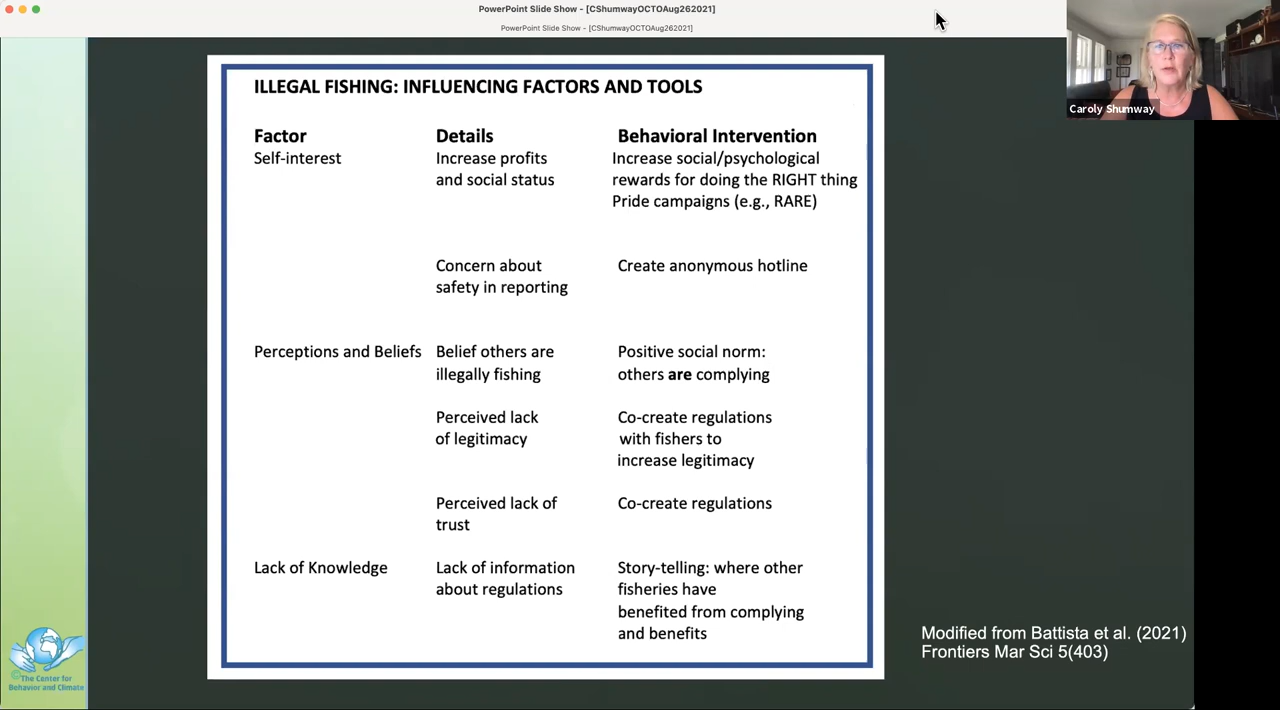 PowerPoint Slide Show - [CShumwayOCTOAug262021]
PowerPoint Slide Show - [CShumwayOCTOAug262021]
Caroly Shumway
ILLEGAL FISHING: INFLUENCING FACTORS AND TOOLS
Factor Details Behavioral Intervention
Self-interest Increase profits Increase social/psychological
and social status rewards for doing the RIGHT thing
Pride campaigns (e.g., RARE)
Concern about Create anonymous hotline
safety in reporting
Perceptions and Beliefs Belief others are Positive social norm:
illegally fishing others are complying
Perceived lack Co-create regulations
of legitimacy with fishers to
increase legitimacy
Perceived lack of Co-create regulations
trust
Lack of Knowledge Lack of information Story-telling: where other
about regulations fisheries have
benefited from complying
and benefits
Modified from Battista et al. (2021)
Frontiers Mar Sci 5(403)
The Center for
Behavior and Climate